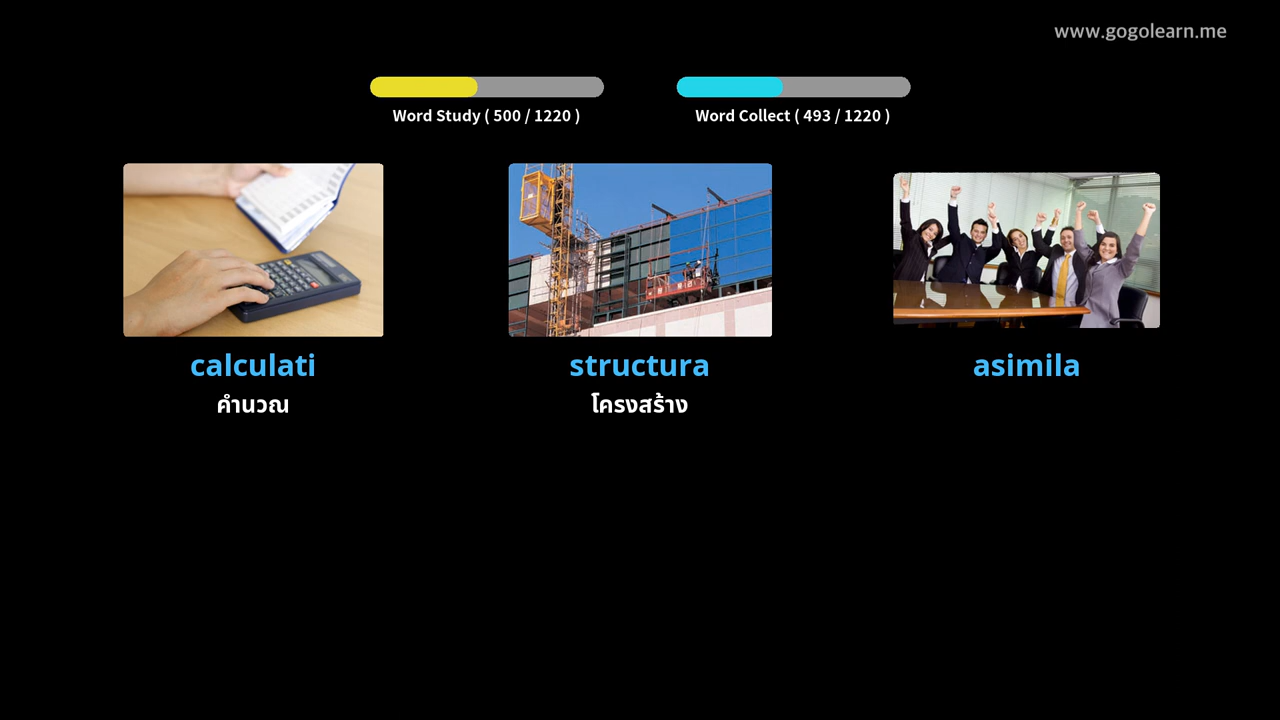 www.gogolearn.me
Word Study ( 500 / 1220 )
Word Collect ( 493 / 1220 )
calculati
คำนวณ
structura
โครงสร้าง
asimila